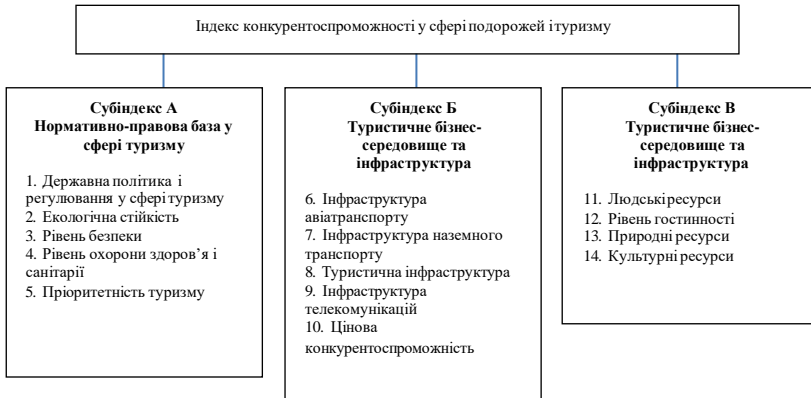 Індекс конкурентоспроможності у сфері подорожей і туризму
Субіндекс А
Нормативно-правова база у
сфері туризму
1. Державна політика і
регулювання у сфері туризму
2. Екологічна стійкість
3. Рівень безпеки
4. Рівень охорони здоров’я і
санітарії
5. Пріоритетність туризму
Субіндекс Б
Туристичне бізнес-
середовище та
інфраструктура
6. Інфраструктура
авіатранспорту
7. Інфраструктура наземного
транспорту
8. Туристична інфраструктура
9. Інфраструктура
телекомунікацій
10. Цінова
конкурентоспроможність
Субіндекс В
Туристичне бізнес-
середовище та
інфраструктура
11. Людські ресурси
12. Рівень гостинності
13. Природні ресурси
14. Культурні ресурси